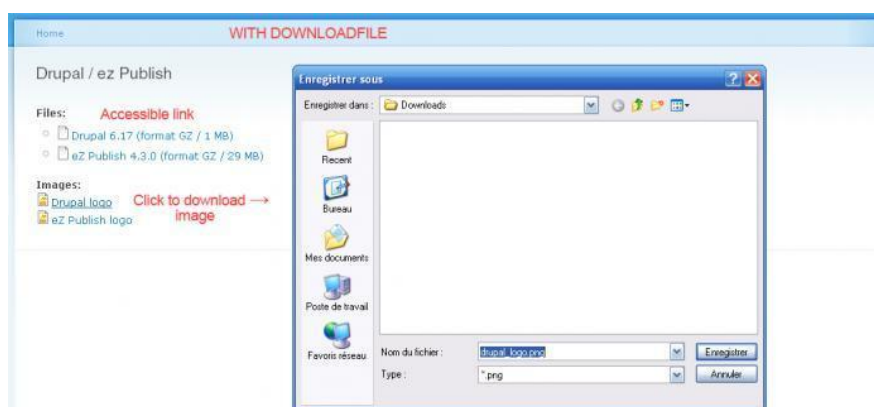 Home
WITH DOWNLOADFILE
Drupal / ez Publish
Files:
Accessible link
Drupal 6.17 (format GZ / 1 MB)
eZ Publish 4.3.0 (format GZ / 29 MB)
Images:
Drupal logo
eZ Publish logo
Click to download →
image
Enregistrer sous
Enregistrer dans :
Downloads
Recent
Bureau
Mes documents
Poste de travail
Favoris réseau
Nom du fichier :
drupal_logo.png
Enregistrer
Type :
*.png
Annuler